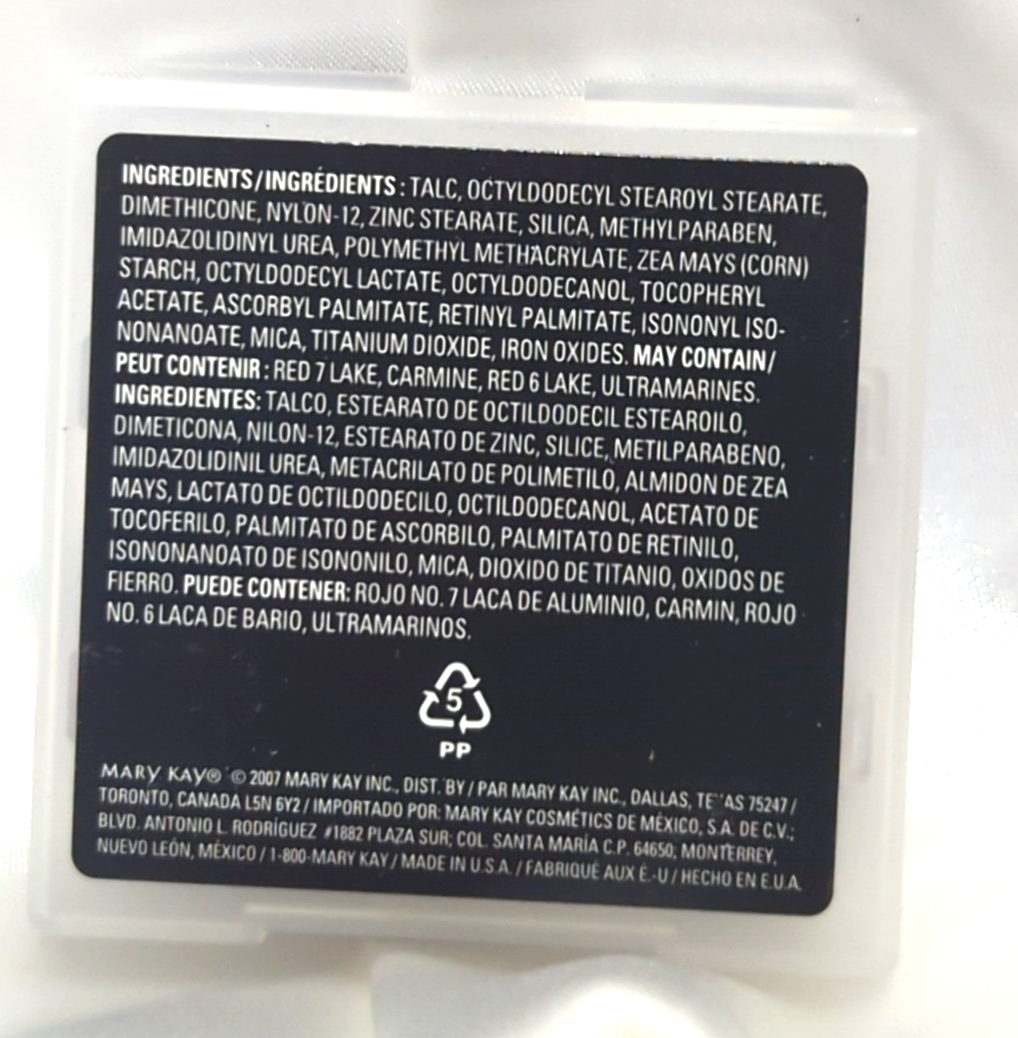 INGREDIENTS/INGRÉDIENTS : TALC, OCTYLDODECYL STEAROYL STEARATE,
DIMETHICONE, NYLON-12, ZINC STEARATE, SILICA, METHYLPARABEN,
IMIDAZOLIDINYL UREA, POLYMETHYL METHACRYLATE, ZEA MAYS (CORN)
STARCH, OCTYLDODECYL LACTATE, OCTYLDODECANOL, TOCOPHERYL
ACETATE, ASCORBYL PALMITATE, RETINYL PALMITATE, ISONONYL ISO-
NONANOATE, MICA, TITANIUM DIOXIDE, IRON OXIDES. MAY CONTAIN/
PEUT CONTENIR : RED 7 LAKE, CARMINE, RED 6 LAKE, ULTRAMARINES.
INGREDIENTES: TALCO, ESTEARATO DE OCTILDODECIL ESTEAROILO,
DIMETICONA, NILON-12, ESTEARATO DE ZINC, SILICE, METILPARABENO,
IMIDAZOLIDINIL UREA, METACRILATO DE POLIMETILO, ALMIDON DE ZEA
MAYS, LACTATO DE OCTILDODECILO, OCTILDODECANOL, ACETATO DE
TOCOFERILO, PALMITATO DE ASCORBILO, PALMITATO DE RETINILO,
ISONONANOATO DE ISONONILO, MICA, DIOXIDO DE TITANIO, OXIDOS DE
FIERRO. PUEDE CONTENER: ROJO NO. 7 LACA DE ALUMINIO, CARMIN, ROJO
NO. 6 LACA DE BARIO, ULTRAMARINOS.
5
PP
MARY KAY® © 2007 MARY KAY INC., DIST. BY / PAR MARY KAY INC., DALLAS, 75247 /
TORONTO, CANADA L5N 6Y2 / IMPORTADO POR: MARY KAY COSMÉTICS DE MÉXICO, S.A. DE C.V.;
BLVD. ANTONIO L. RODRÍGUEZ #1882 PLAZA SUR; COL. SANTA MARÍA C.P. 64650; MONTERREY,
NUEVO LEÓN, MÉXICO / 1-800-MARY KAY / MADE IN U.S.A. / FABRIQUÉ AUX É.-U / HECHO EN E.U.A.